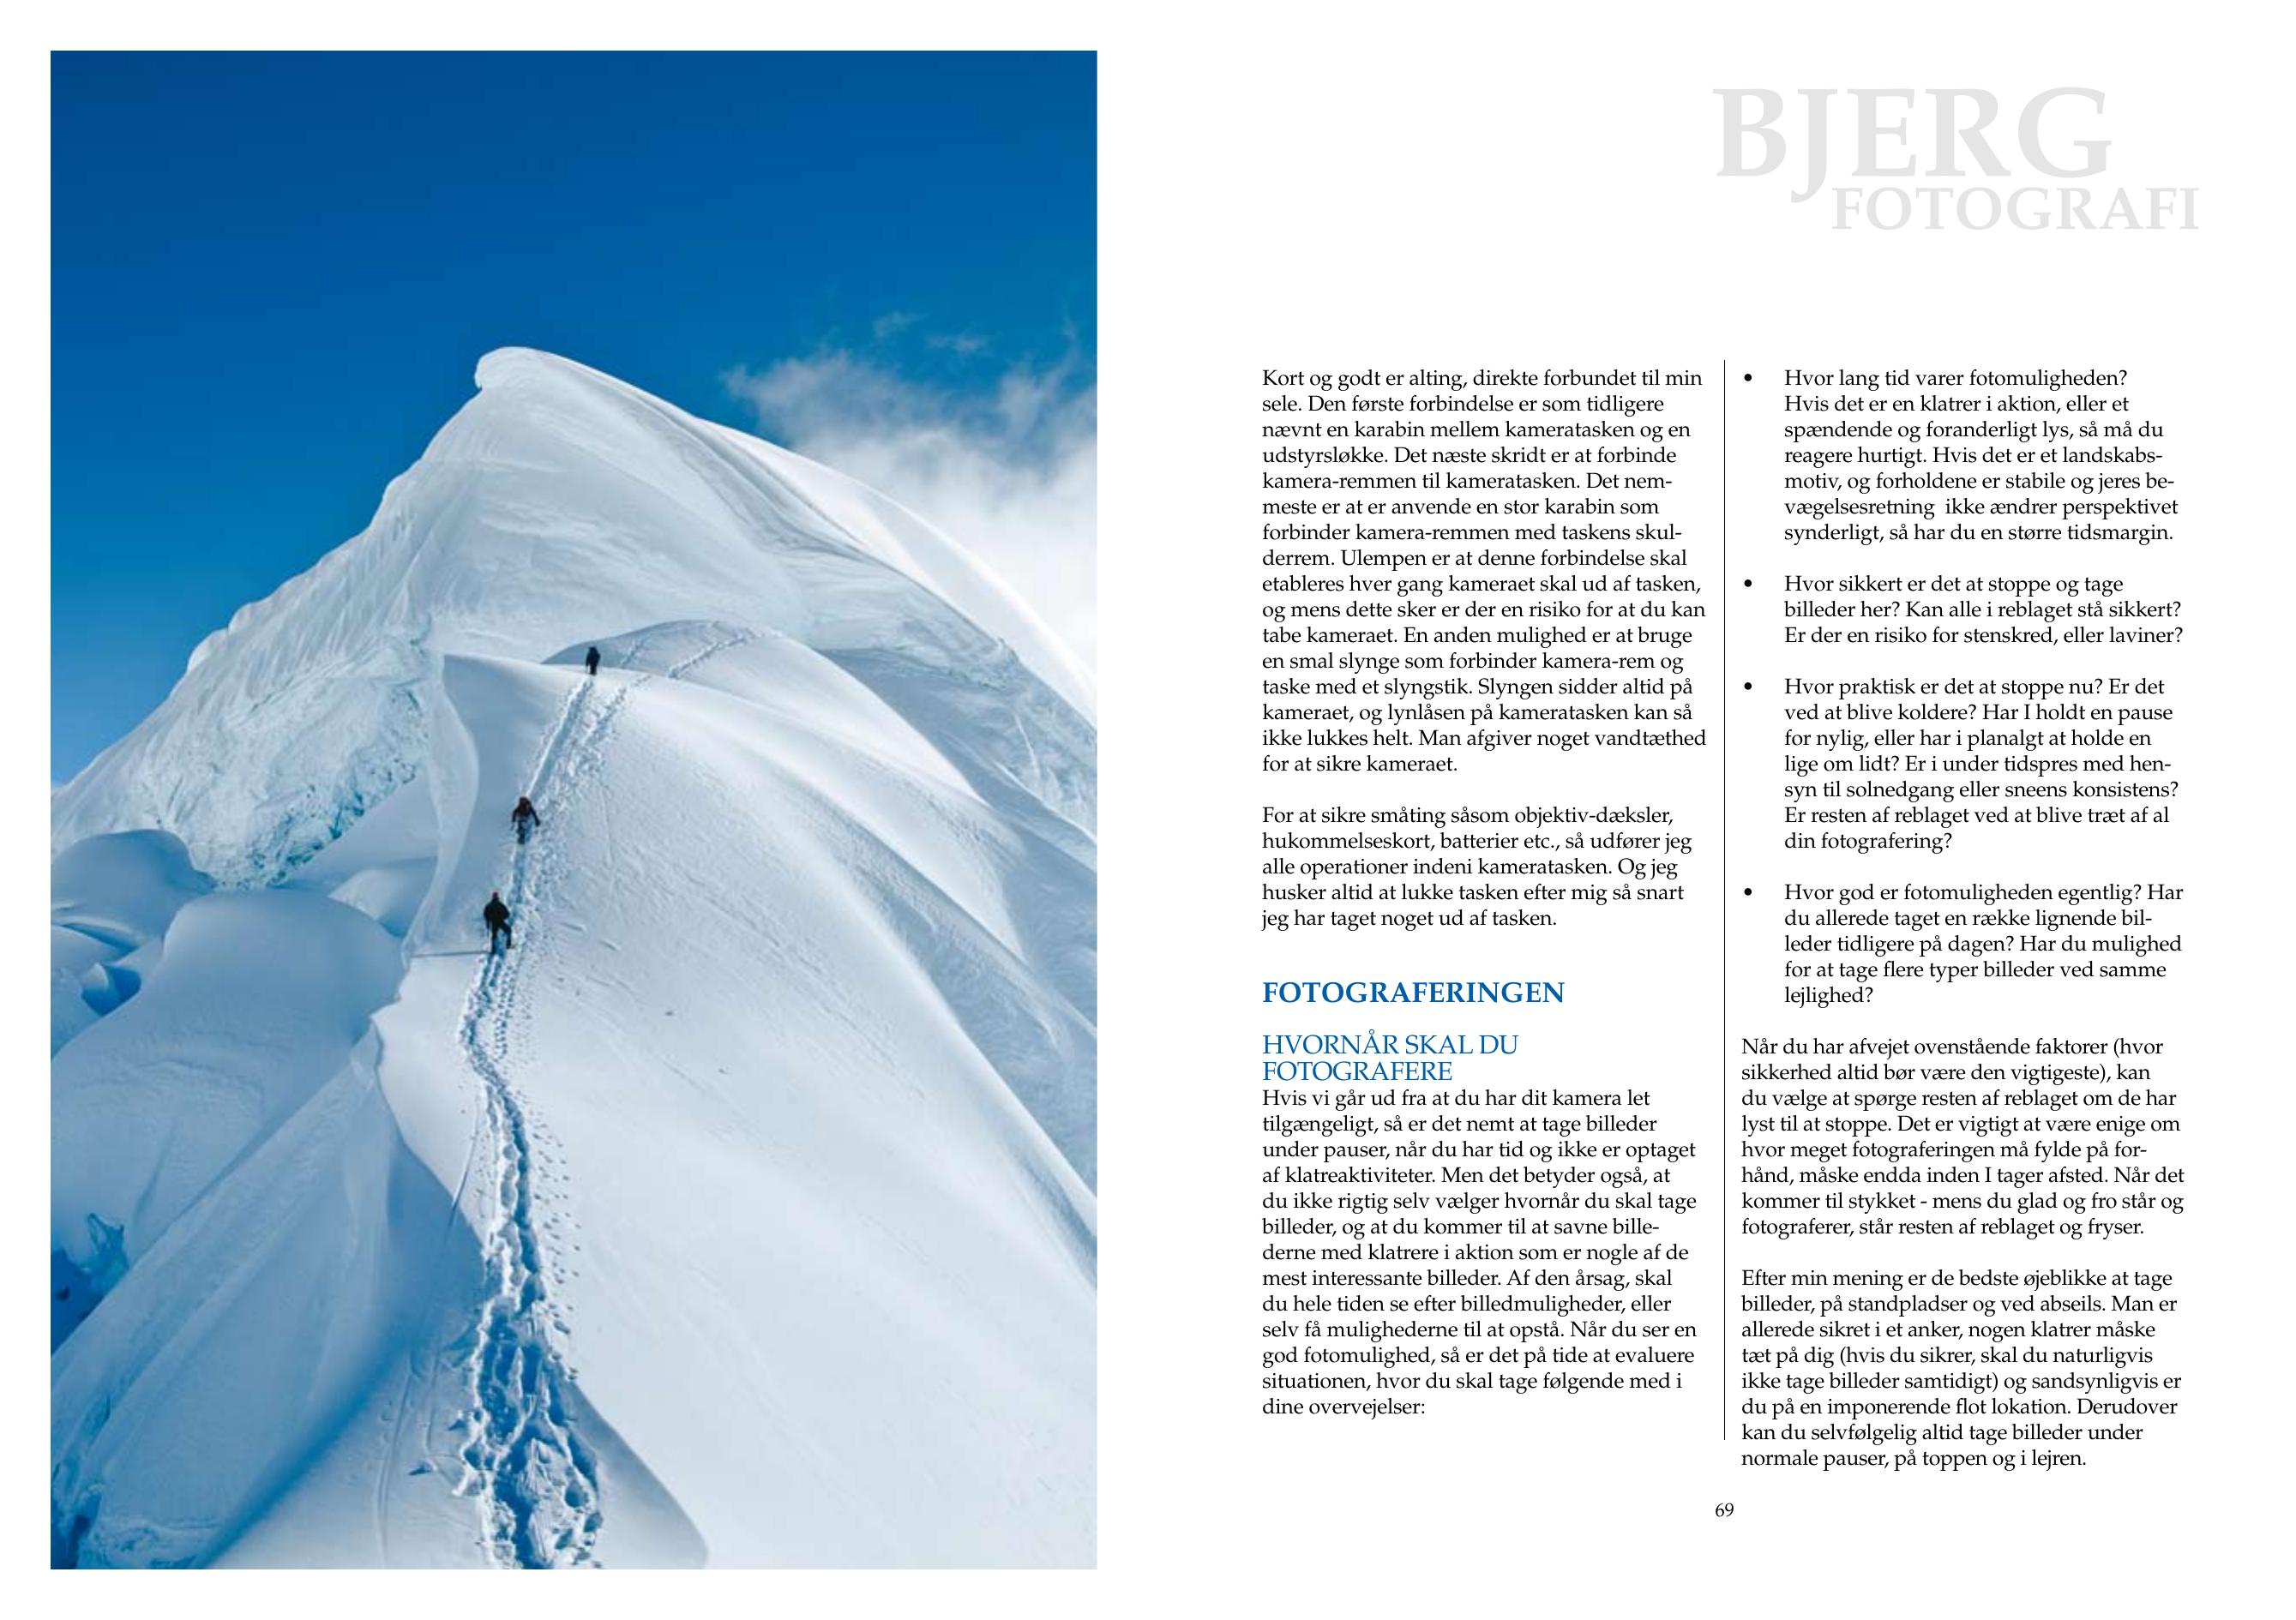 BJERG
FOTOGRAFI
Kort og godt er alting, direkte forbundet til min
sele. Den første forbindelse er som tidligere
nævnt en karabin mellem kameratasken og en
udstyrsløkke. Det næste skridt er at forbinde
kamera-remmen til kameratasken. Det nem-
meste er at er anvende en stor karabin som
forbinder kamera-remmen med taskens skul-
derrem. Ulempen er at denne forbindelse skal
etableres hver gang kameraet skal ud af tasken,
og mens dette sker er der en risiko for at du kan
tabe kameraet. En anden mulighed er at bruge
en smal slynge som forbinder kamera-rem og
taske med et slyngstik. Slyngen sidder altid på
kameraet, og lynlåsen på kameratasken kan så
ikke lukkes helt. Man afgiver noget vandtæthed
for at sikre kameraet.
For at sikre småting såsom objektiv-dæksler,
hukommelseskort, batterier etc., så udfører jeg
alle operationer indeni kameratasken. Og jeg
husker altid at lukke tasken efter mig så snart
jeg har taget noget ud af tasken.
FOTOGRAFERINGEN
HVORNÅR SKAL DU
FOTOGRAFERE
Hvis vi går ud fra at du har dit kamera let
tilgængeligt, så er det nemt at tage billeder
under pauser, når du har tid og ikke er optaget
af klatreaktiviteter. Men det betyder også, at
du ikke rigtig selv vælger hvornår du skal tage
billeder, og at du kommer til at savne bille-
derne med klatrere i aktion som er nogle af de
mest interessante billeder. Af den årsag, skal
du hele tiden se efter billedmuligheder, eller
selv få mulighederne til at opstå. Når du ser en
god fotomulighed, så er det på tide at evaluere
situationen, hvor du skal tage følgende med i
dine overvejelser:
• Hvor lang tid varer fotomuligheden?
Hvis det er en klatrer i aktion, eller et
spændende og foranderligt lys, så må du
reagere hurtigt. Hvis det er et landskabs-
motiv, og forholdene er stabile og jeres be-
vægelsesretning  ikke ændrer perspektivet
synderligt, så har du en større tidsmargin.
• Hvor sikkert er det at stoppe og tage
billeder her? Kan alle i reblaget stå sikkert?
Er der en risiko for stenskred, eller laviner?
• Hvor praktisk er det at stoppe nu? Er det
ved at blive koldere? Har I holdt en pause
for nylig, eller har i planalgt at holde en
lige om lidt? Er i under tidspres med hen-
syn til solnedgang eller sneens konsistens?
Er resten af reblaget ved at blive træt af al
din fotografering?
• Hvor god er fotomuligheden egentlig? Har
du allerede taget en række lignende bil-
leder tidligere på dagen? Har du mulighed
for at tage flere typer billeder ved samme
lejlighed?
Når du har afvejet ovenstående faktorer (hvor
sikkerhed altid bør være den vigtigeste), kan
du vælge at spørge resten af reblaget om de har
lyst til at stoppe. Det er vigtigt at være enige om
hvor meget fotograferingen må fylde på for-
hånd, måske endda inden I tager afsted. Når det
kommer til stykket - mens du glad og fro står og
fotograferer, står resten af reblaget og fryser.
Efter min mening er de bedste øjeblikke at tage
billeder, på standpladser og ved abseils. Man er
allerede sikret i et anker, nogen klatrer måske
tæt på dig (hvis du sikrer, skal du naturligvis
ikke tage billeder samtidigt) og sandsynligvis er
du på en imponerende flot lokation. Derudover
kan du selvfølgelig altid tage billeder under
normale pauser, på toppen og i lejren.
69